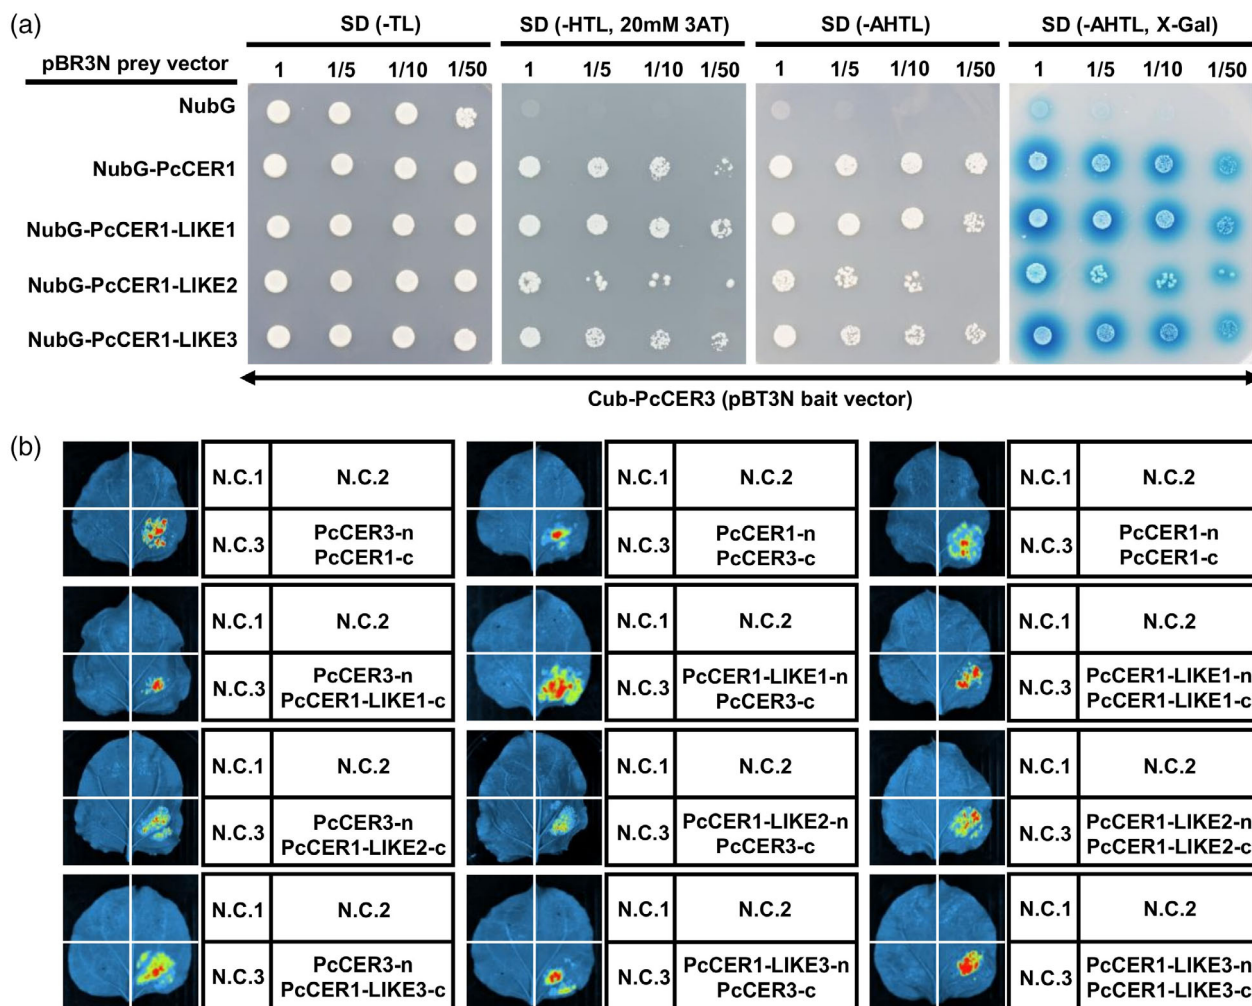 (a)
SD (-TL)
SD (-HTL, 20mM 3AT)
SD (-AHTL)
SD (-AHTL, X-Gal)
pBR3N prey vector
1 1/5 1/10 1/50
1 1/5 1/10 1/50
1 1/5 1/10 1/50
1 1/5 1/10 1/50
NubG
NubG-PcCER1
NubG-PcCER1-LIKE1
NubG-PcCER1-LIKE2
NubG-PcCER1-LIKE3
Cub-PcCER3 (pBT3N bait vector)
(b)
N.C.1 N.C.2
N.C.3 PcCER3-n
PcCER1-c
N.C.1 N.C.2
N.C.3 PcCER1-n
PcCER3-c
N.C.1 N.C.2
N.C.3 PcCER1-n
PcCER1-c
N.C.1 N.C.2
N.C.3 PcCER3-n
PcCER1-LIKE1-c
N.C.1 N.C.2
N.C.3 PcCER1-LIKE1-n
PcCER3-c
N.C.1 N.C.2
N.C.3 PcCER1-LIKE1-n
PcCER1-LIKE1-c
N.C.1 N.C.2
N.C.3 PcCER3-n
PcCER1-LIKE2-c
N.C.1 N.C.2
N.C.3 PcCER1-LIKE2-n
PcCER3-c
N.C.1 N.C.2
N.C.3 PcCER1-LIKE2-n
PcCER1-LIKE2-c
N.C.1 N.C.2
N.C.3 PcCER3-n
PcCER1-LIKE3-c
N.C.1 N.C.2
N.C.3 PcCER1-LIKE3-n
PcCER3-c
N.C.1 N.C.2
N.C.3 PcCER1-LIKE3-n
PcCER1-LIKE3-c